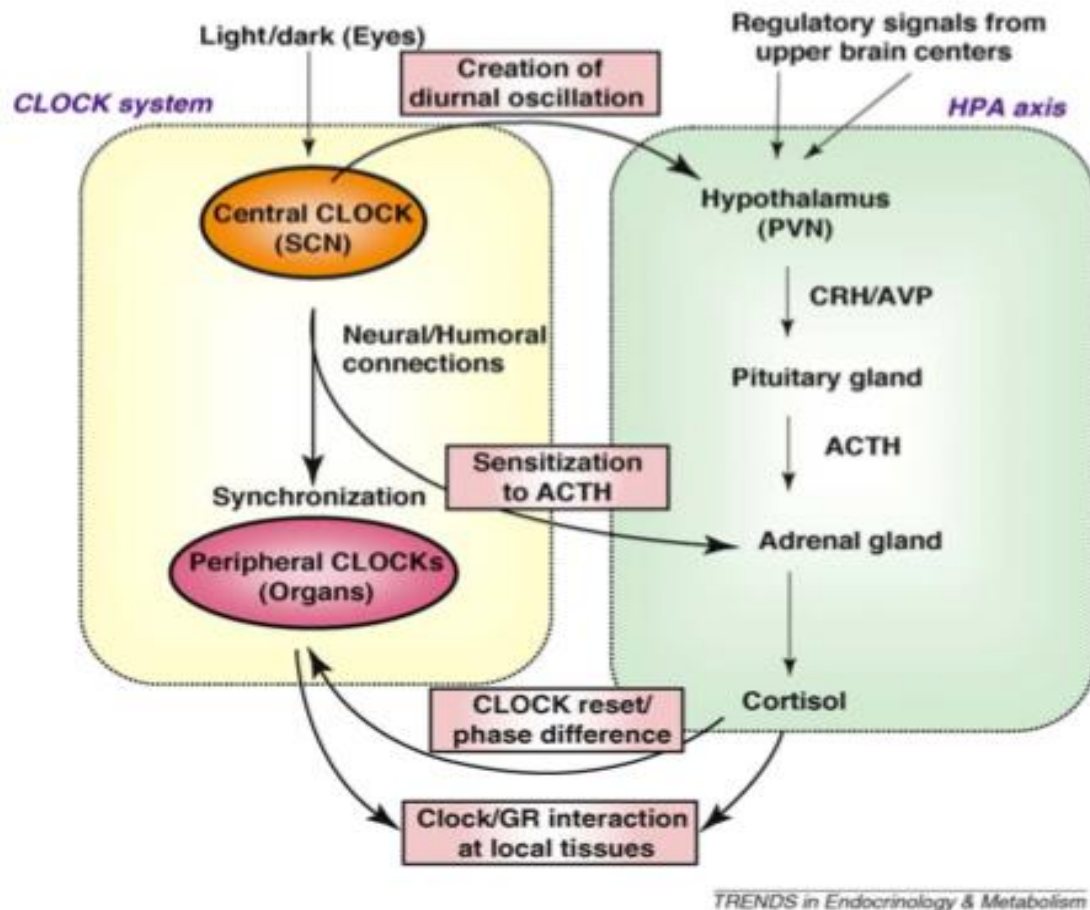 Light/dark (Eyes)
Regulatory signals from
upper brain centers
Creation of
diurnal oscillation
CLOCK system
HPA axis
Central CLOCK
(SCN)
Hypothalamus
(PVN)
CRH/AVP
Neural/Humoral
connections
Pituitary gland
ACTH
Sensitization
to ACTH
Synchronization
Adrenal gland
Peripheral CLOCKs
(Organs)
CLOCK reset/
phase difference
Cortisol
Clock/GR interaction
at local tissues
TRENDS in Endocrinology & Metabolism